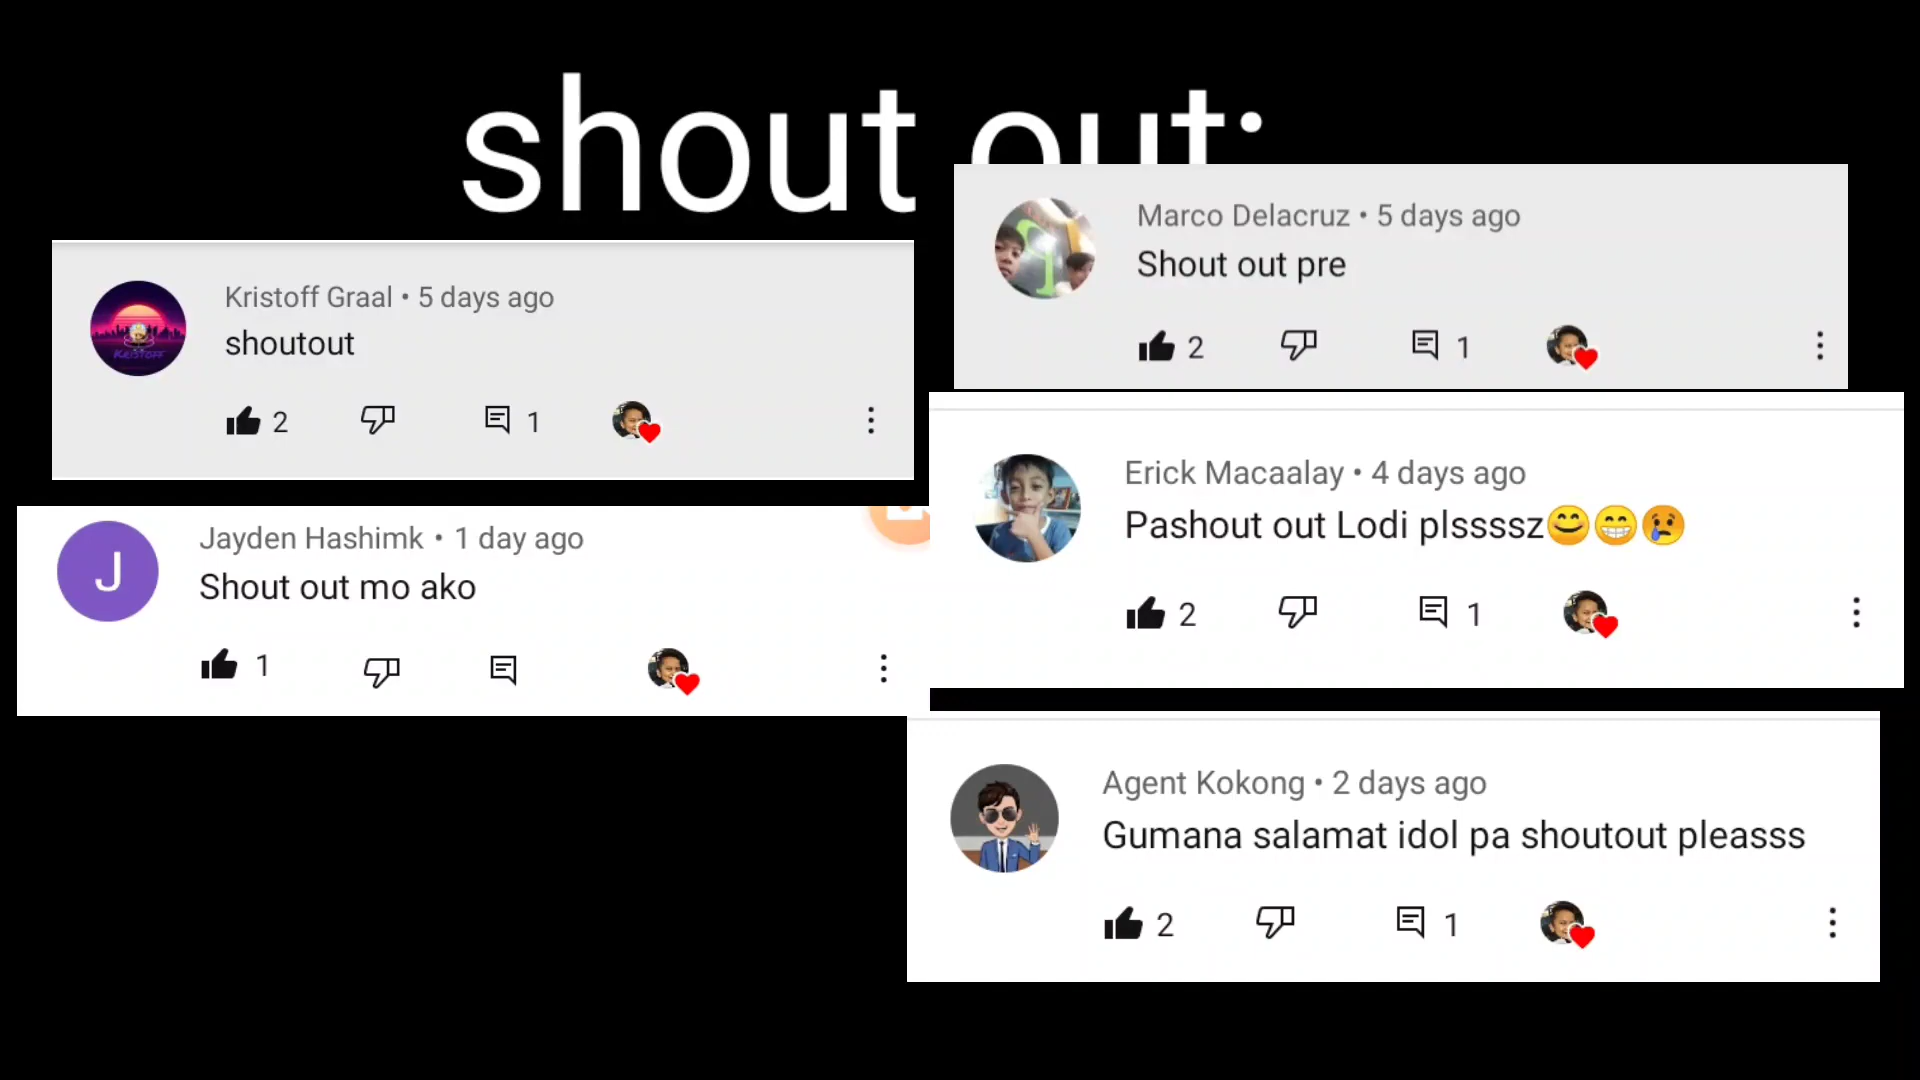 shout out:
Kristoff Graal • 5 days ago
shoutout
2 1
KRISTOFF
Jayden Hashimk • 1 day ago
Shout out mo ako
J
1
Marco Delacruz • 5 days ago
Shout out pre
2 1
Erick Macaalay • 4 days ago
Pashout out Lodi plssssz😊😁😢
2 1
Agent Kokong • 2 days ago
Gumana salamat idol pa shoutout pleasss
2 1